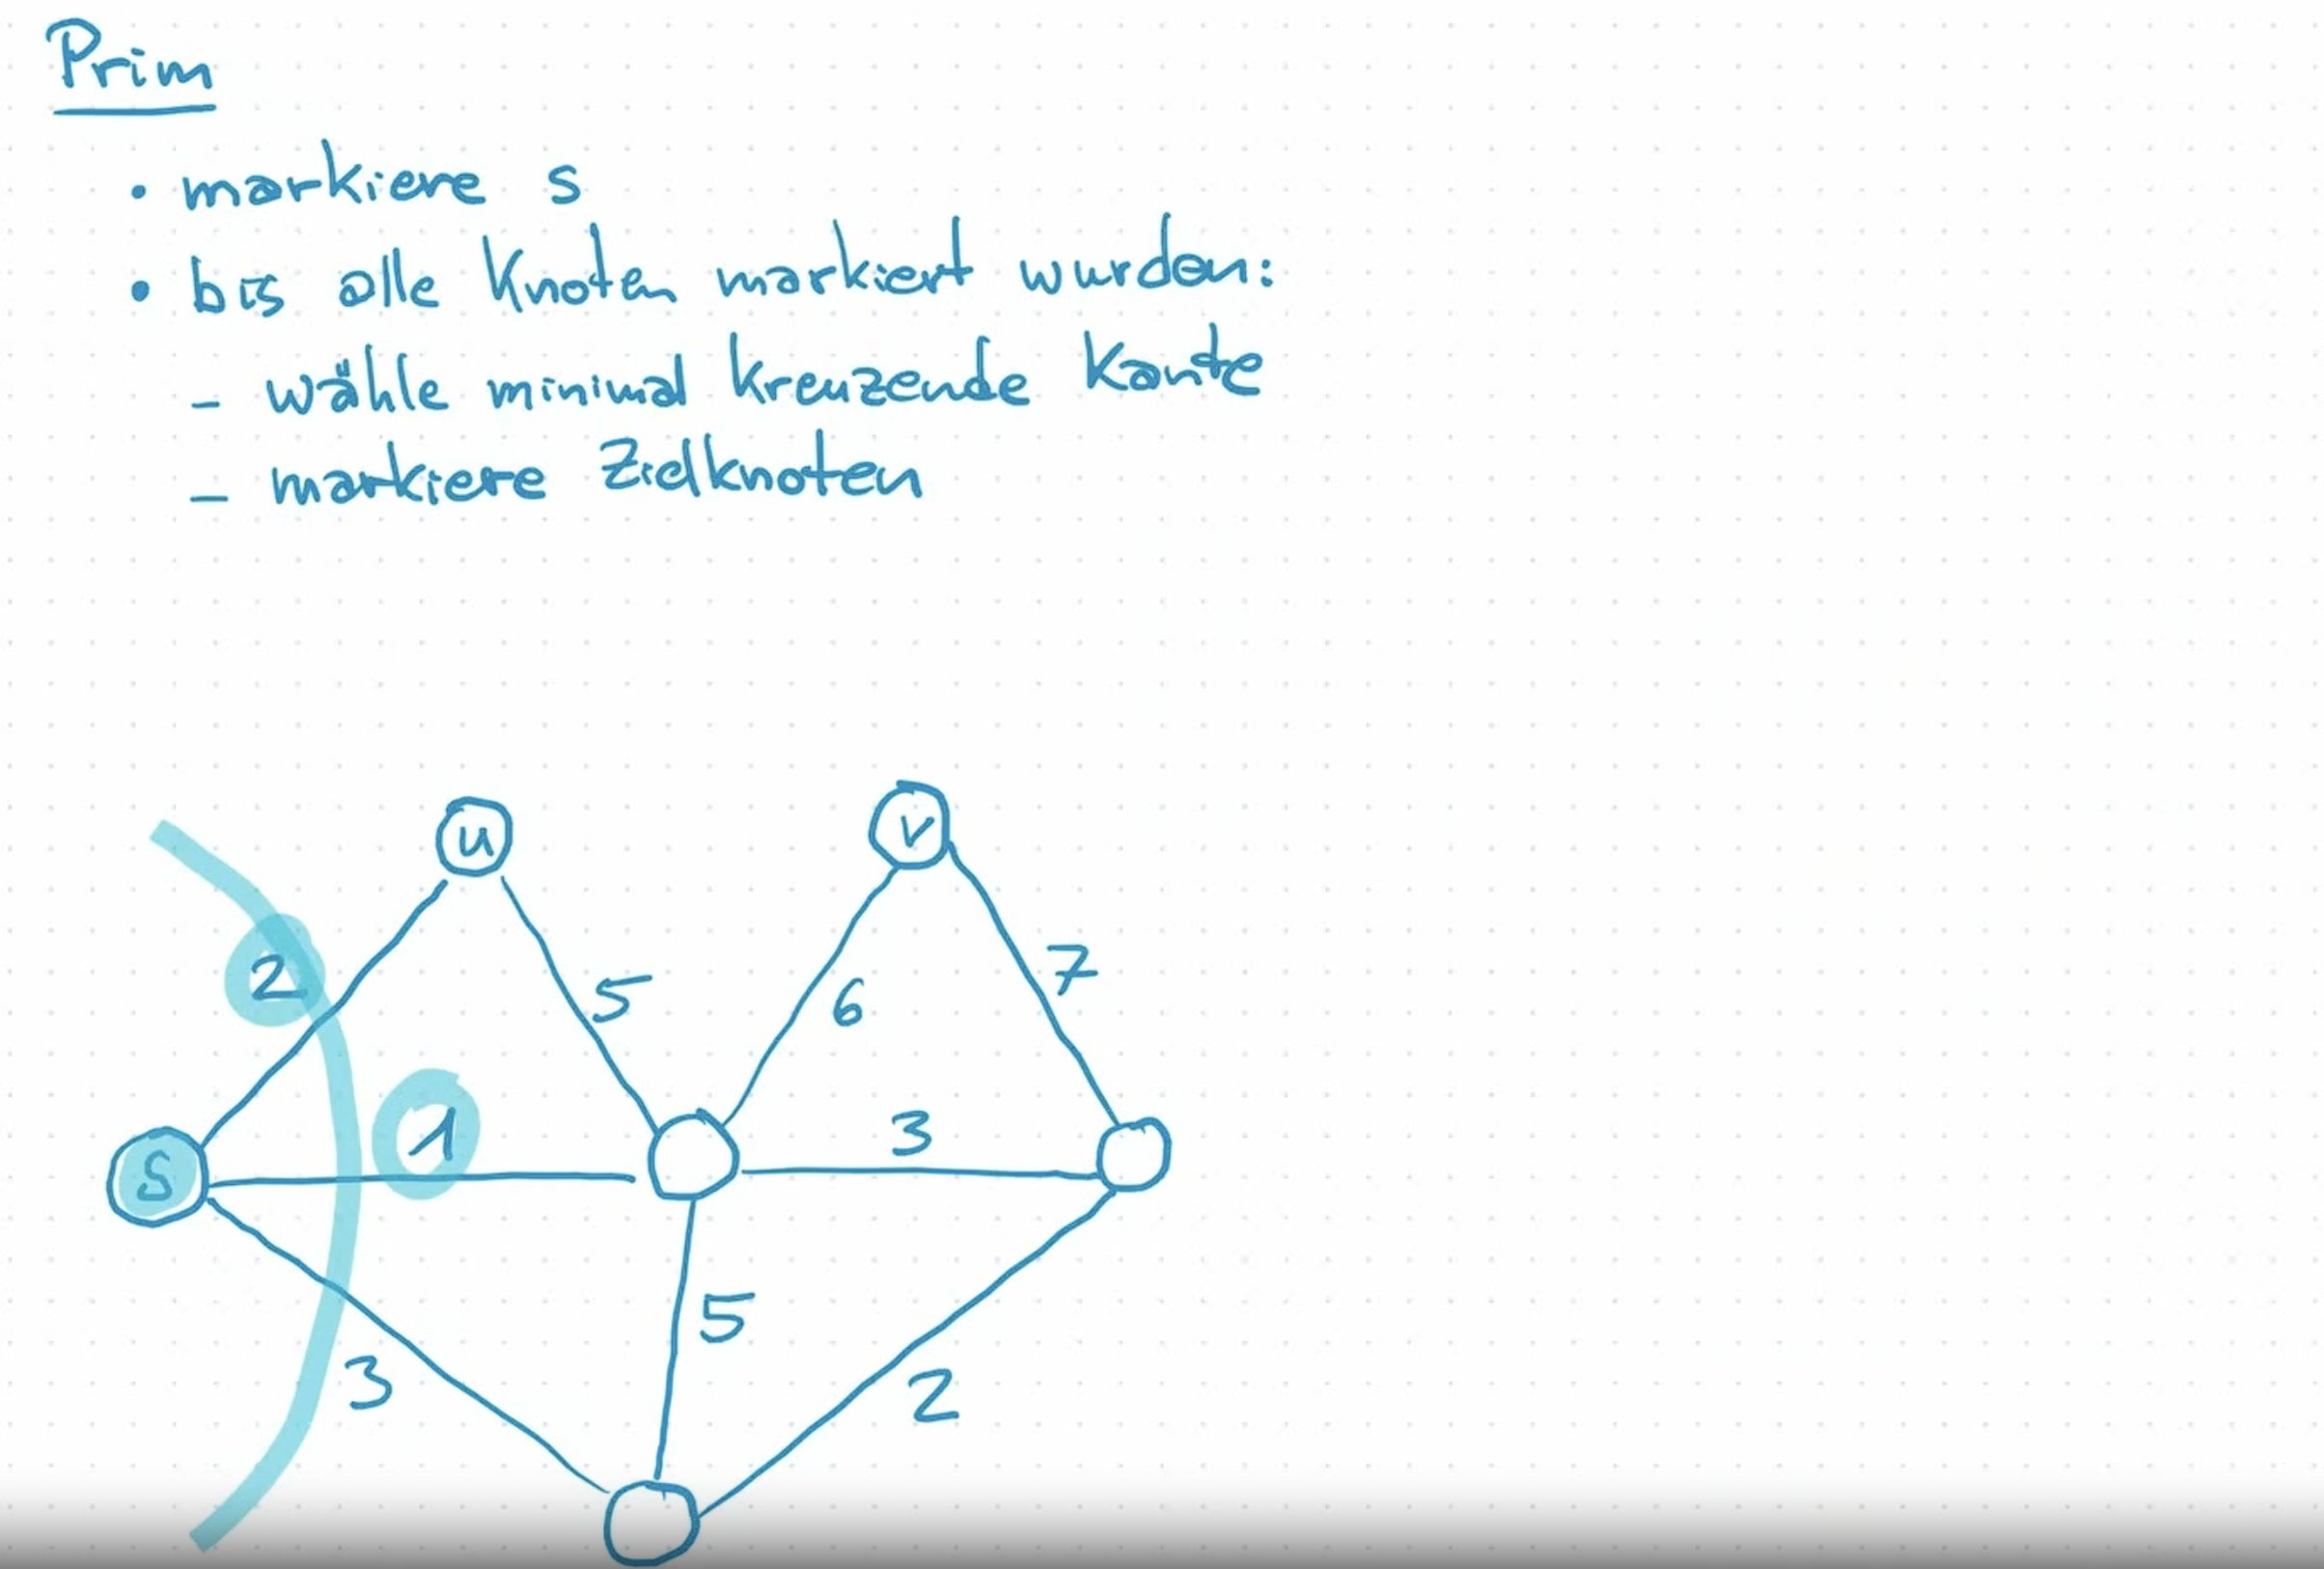 Prim
• markiere s
• bis alle Knoten markiert wurden:
– wähle minimal kreuzende Kante
– markiere Zielknoten
u
v
2
5
6
7
1
3
S
5
3
2